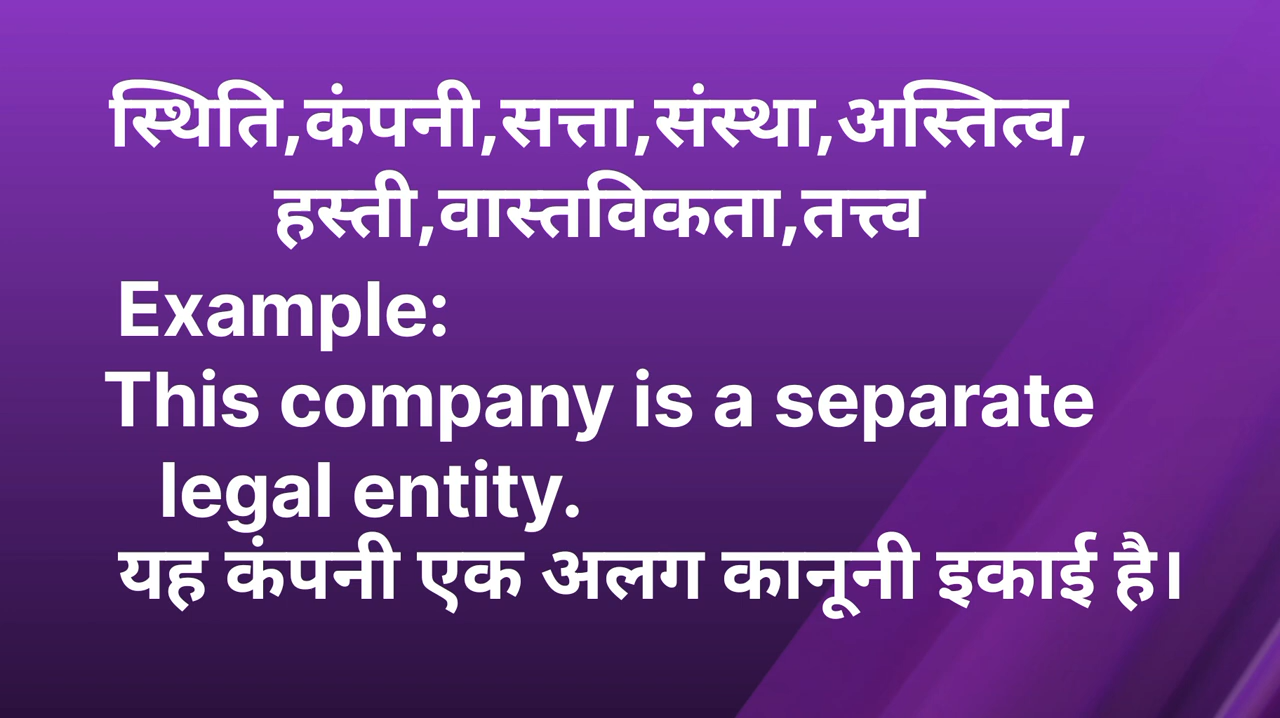 स्थिति,कंपनी,सत्ता,संस्था,अस्तित्व,
हस्ती,वास्तविकता,तत्त्व
Example:
This company is a separate
legal entity.
यह कंपनी एक अलग कानूनी इकाई है।